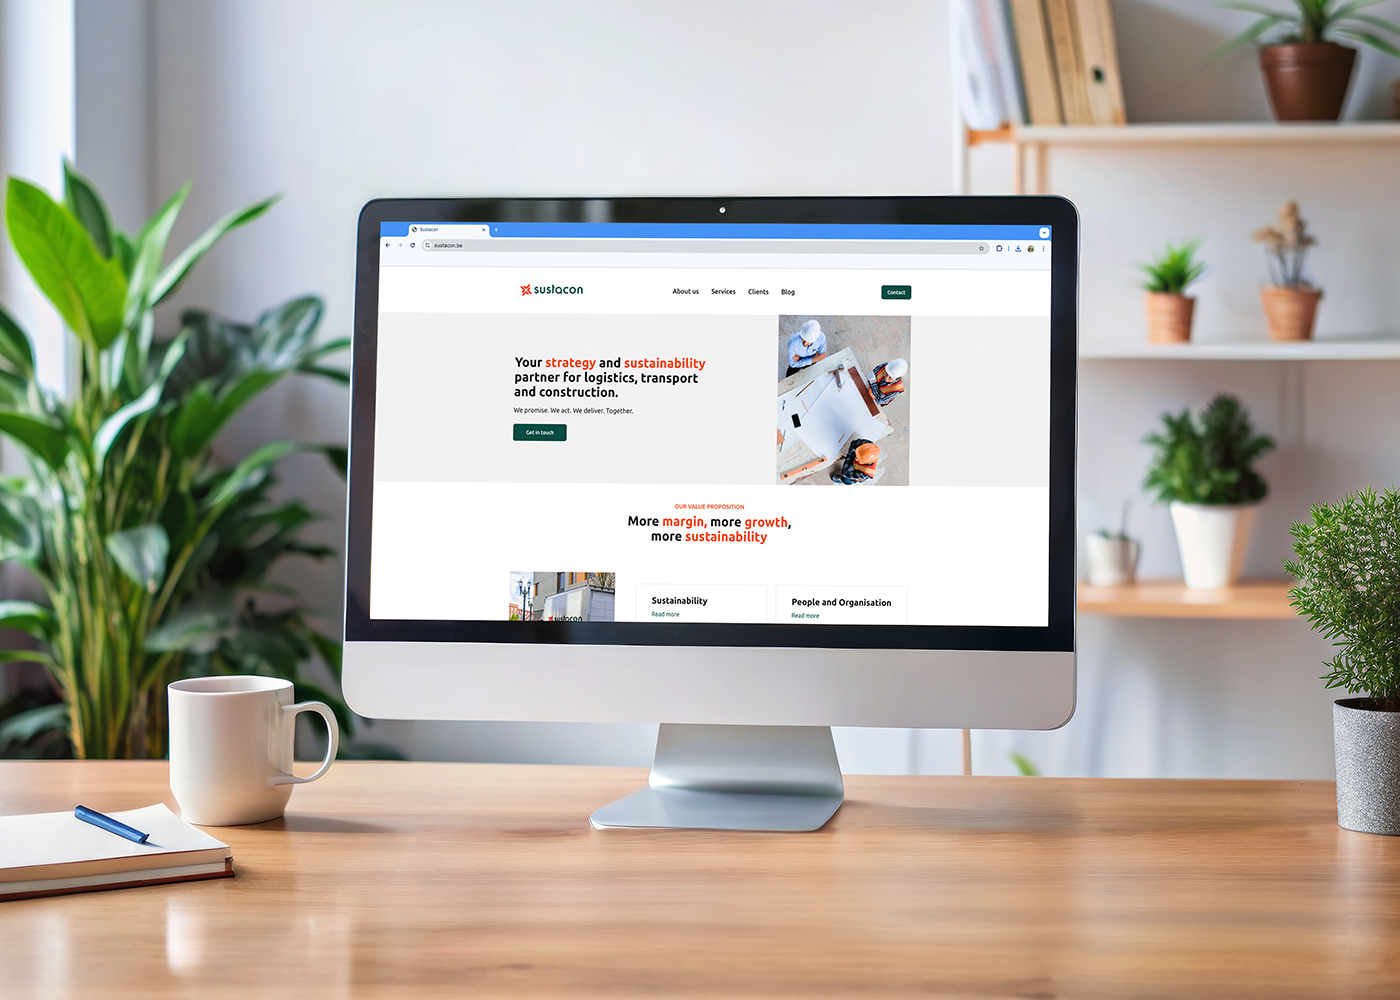 Sustacon
sustacon.be
sustacon
About us Services Clients Blog Contact
Your strategy and sustainability
partner for logistics, transport
and construction.
We promise. We act. We deliver. Together.
Get in touch
OUR VALUE PROPOSITION
More margin, more growth,
more sustainability
sustacon
Sustainability
Read more
People and Organisation
Read more